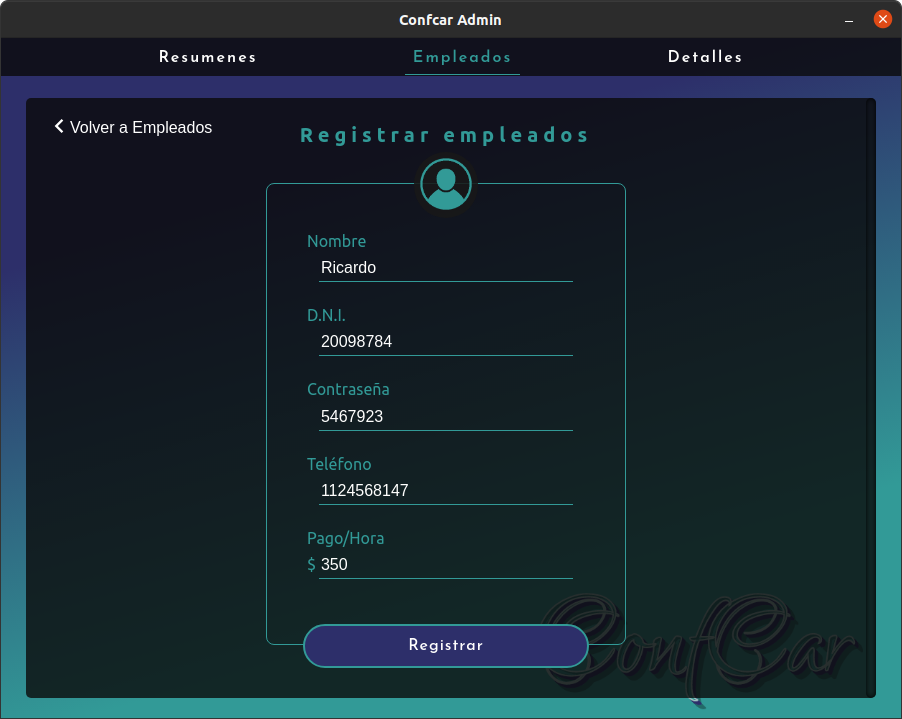 Confcar Admin
Resumenes Empleados Detalles
Volver a Empleados
Registrar empleados
Nombre
Ricardo
D.N.I.
20098784
Contraseña
5467923
Teléfono
1124568147
Pago/Hora
$ 350
Registrar
ConfCar